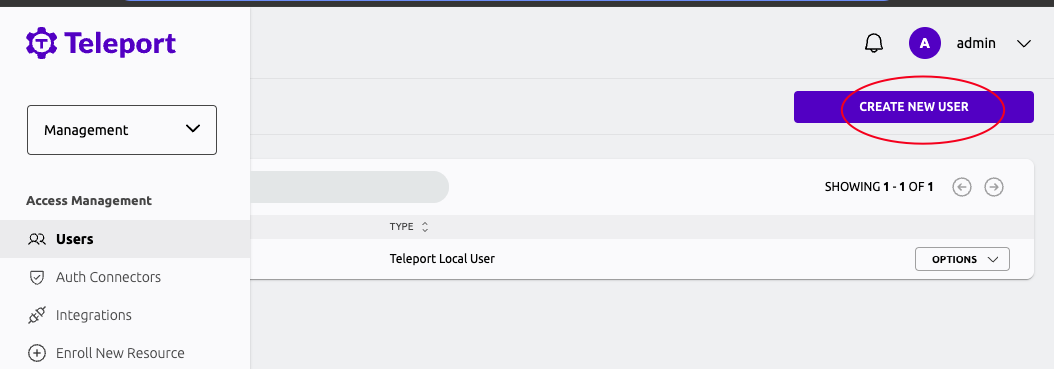 Teleport
A
admin
Management
CREATE NEW USER
SHOWING 1 - 1 OF 1
Access Management
TYPE
Users
Teleport Local User
OPTIONS
Auth Connectors
Integrations
Enroll New Resource